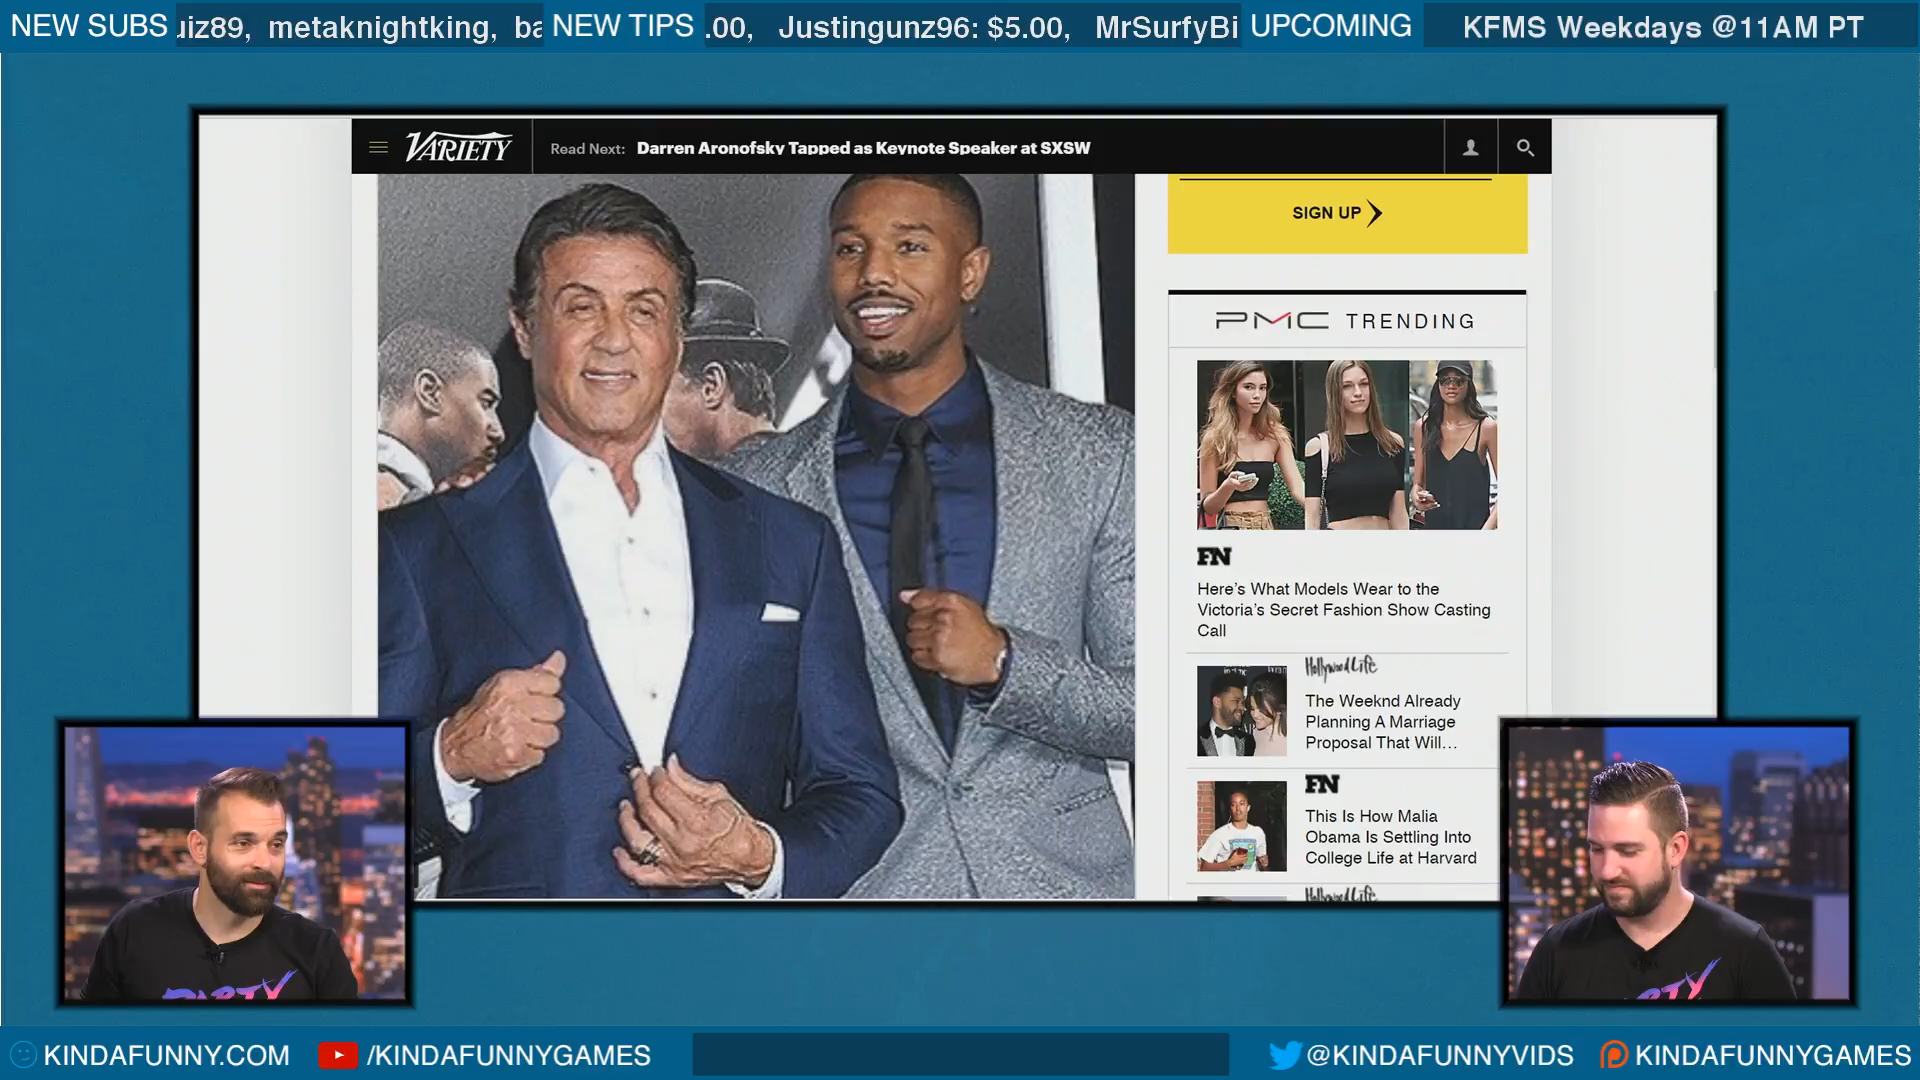 NEW SUBS uiz89, metaknightking, ba NEW TIPS .00, Justingunz96: $5.00, MrSurfyBi UPCOMING KFMS Weekdays @11AM PT
VARIETY Read Next: Darren Aronofsky Tapped as Keynote Speaker at SXSW
SIGN UP
PMC TRENDING
FN
Here's What Models Wear to the
Victoria's Secret Fashion Show Casting
Call
HollywoodLife
The Weeknd Already
Planning A Marriage
Proposal That Will...
FN
This Is How Malia
Obama Is Settling Into
College Life at Harvard
HollywoodLife
PARTY
KINDAFUNNY.COM /KINDAFUNNYGAMES @KINDAFUNNYVIDS KINDAFUNNYGAMES